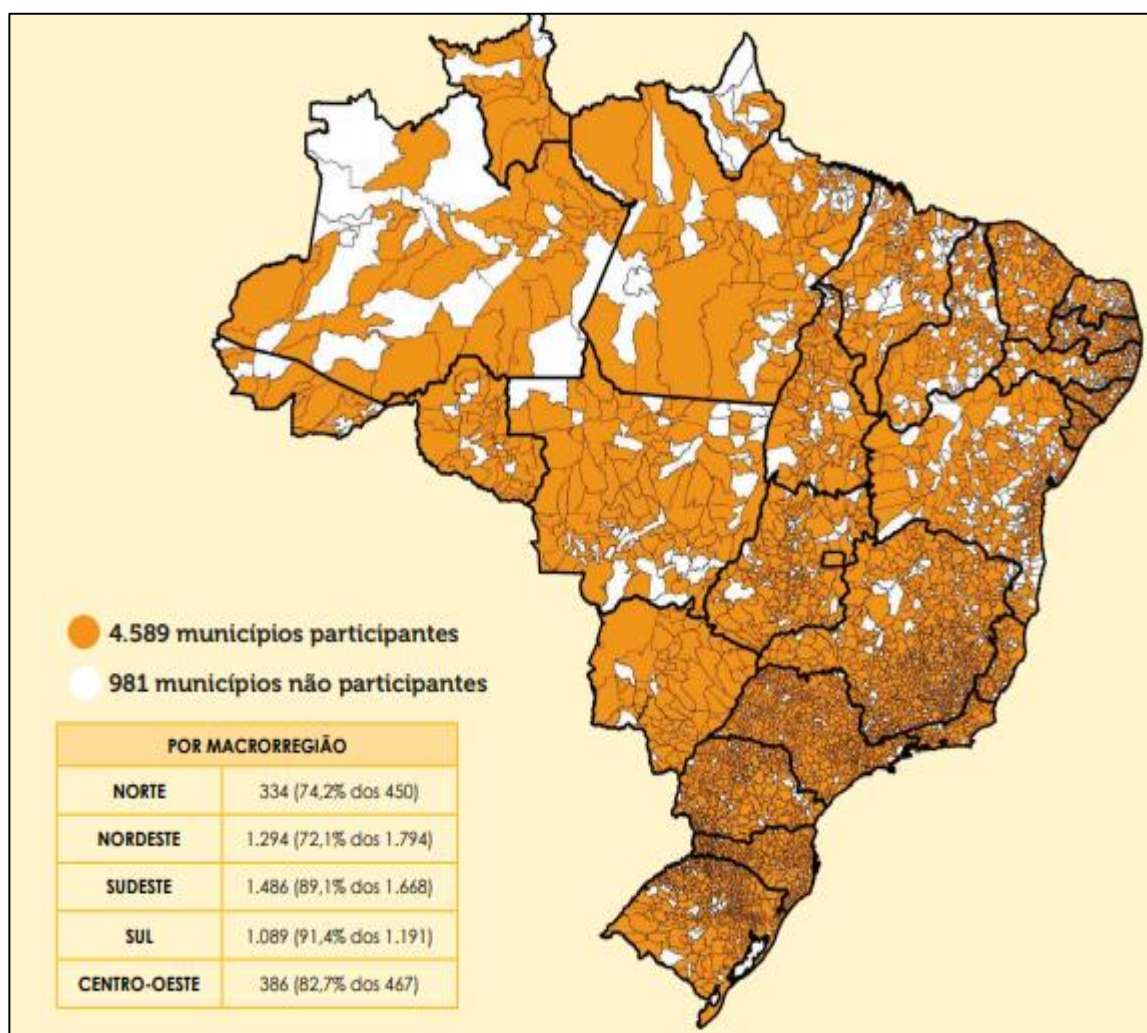 4.589 municípios participantes
981 municípios não participantes
POR MACRORREGIÃO
NORTE 334 (74,2% dos 450)
NORDESTE 1.294 (72,1% dos 1.794)
SUDESTE 1.486 (89,1% dos 1.668)
SUL 1.089 (91,4% dos 1.191)
CENTRO-OESTE 386 (82,7% dos 467)